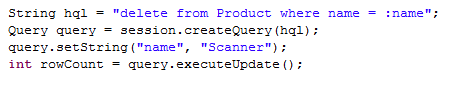 String hql = "delete from Product where name = :name";
Query query = session.createQuery(hql);
query.setString("name", "Scanner");
int rowCount = query.executeUpdate();